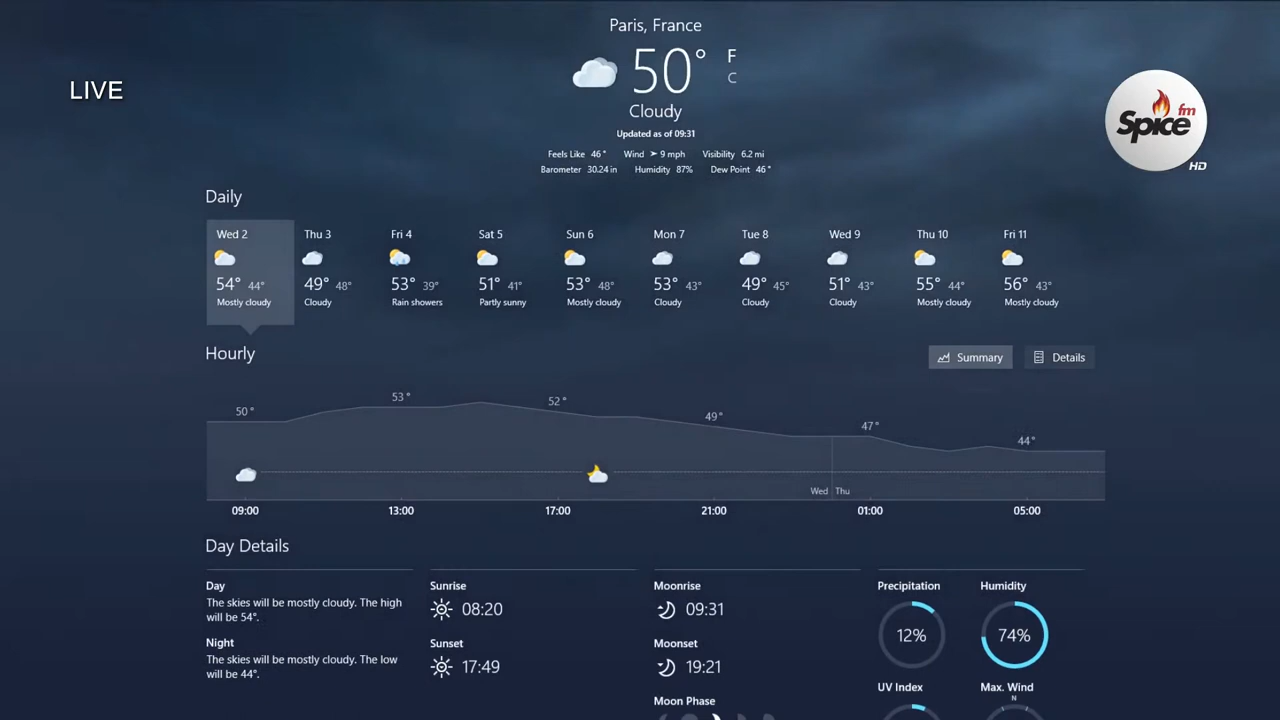 Paris, France
LIVE
50° F
C
Cloudy
Updated as of 09:31
Feels Like 46° Wind ➤ 9 mph Visibility 6.2 mi
Barometer 30.24 in Humidity 87% Dew Point 46°
Spice fm
HD
Daily
Wed 2 Thu 3 Fri 4 Sat 5 Sun 6 Mon 7 Tue 8 Wed 9 Thu 10 Fri 11
54° 44° 49° 48° 53° 39° 51° 41° 53° 48° 53° 43° 49° 45° 51° 43° 55° 44° 56° 43°
Mostly cloudy Cloudy Rain showers Partly sunny Mostly cloudy Cloudy Cloudy Cloudy Mostly cloudy Mostly cloudy
Hourly
Summary Details
50° 53° 52° 49° 47° 44°
Wed Thu
09:00 13:00 17:00 21:00 01:00 05:00
Day Details
Day
The skies will be mostly cloudy. The high
will be 54°.
Night
The skies will be mostly cloudy. The low
will be 44°.
Sunrise
08:20
Sunset
17:49
Moonrise
09:31
Moonset
19:21
Moon Phase
Precipitation Humidity
12% 74%
UV Index Max. Wind
N